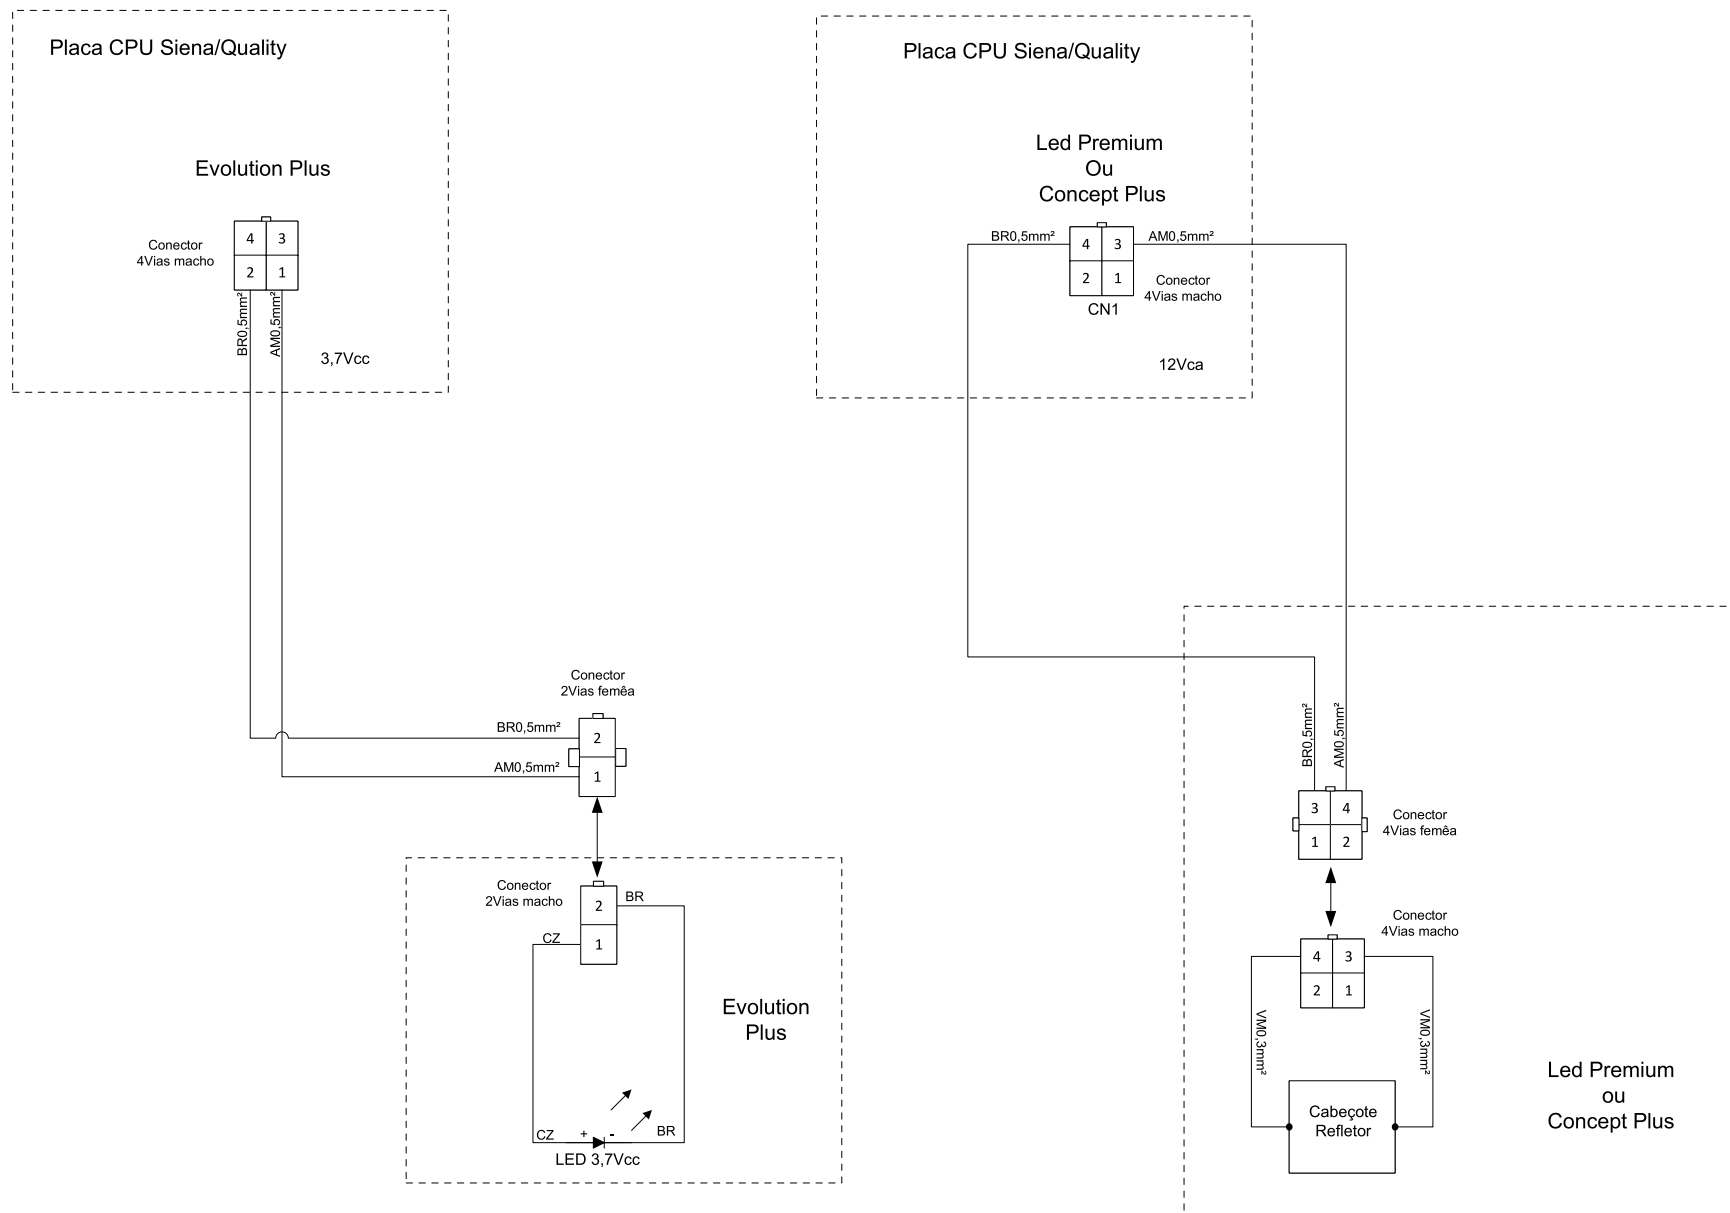 Placa CPU Siena/Quality
Evolution Plus
Conector
4Vias macho
4 3
2 1
BR0,5mm²
AM0,5mm²
3,7Vcc
Conector
2Vias femêa
BR0,5mm²
2
AM0,5mm²
1
Conector
2Vias macho
2
BR
CZ
1
Evolution
Plus
CZ
+
-
BR
LED 3,7Vcc
Placa CPU Siena/Quality
Led Premium
Ou
Concept Plus
BR0,5mm²
4 3
AM0,5mm²
2 1
Conector
4Vias macho
CN1
12Vca
BR0,5mm²
AM0,5mm²
3 4
1 2
Conector
4Vias femêa
Conector
4Vias macho
4 3
2 1
VM0,3mm²
VM0,3mm²
Cabeçote
Refletor
Led Premium
ou
Concept Plus